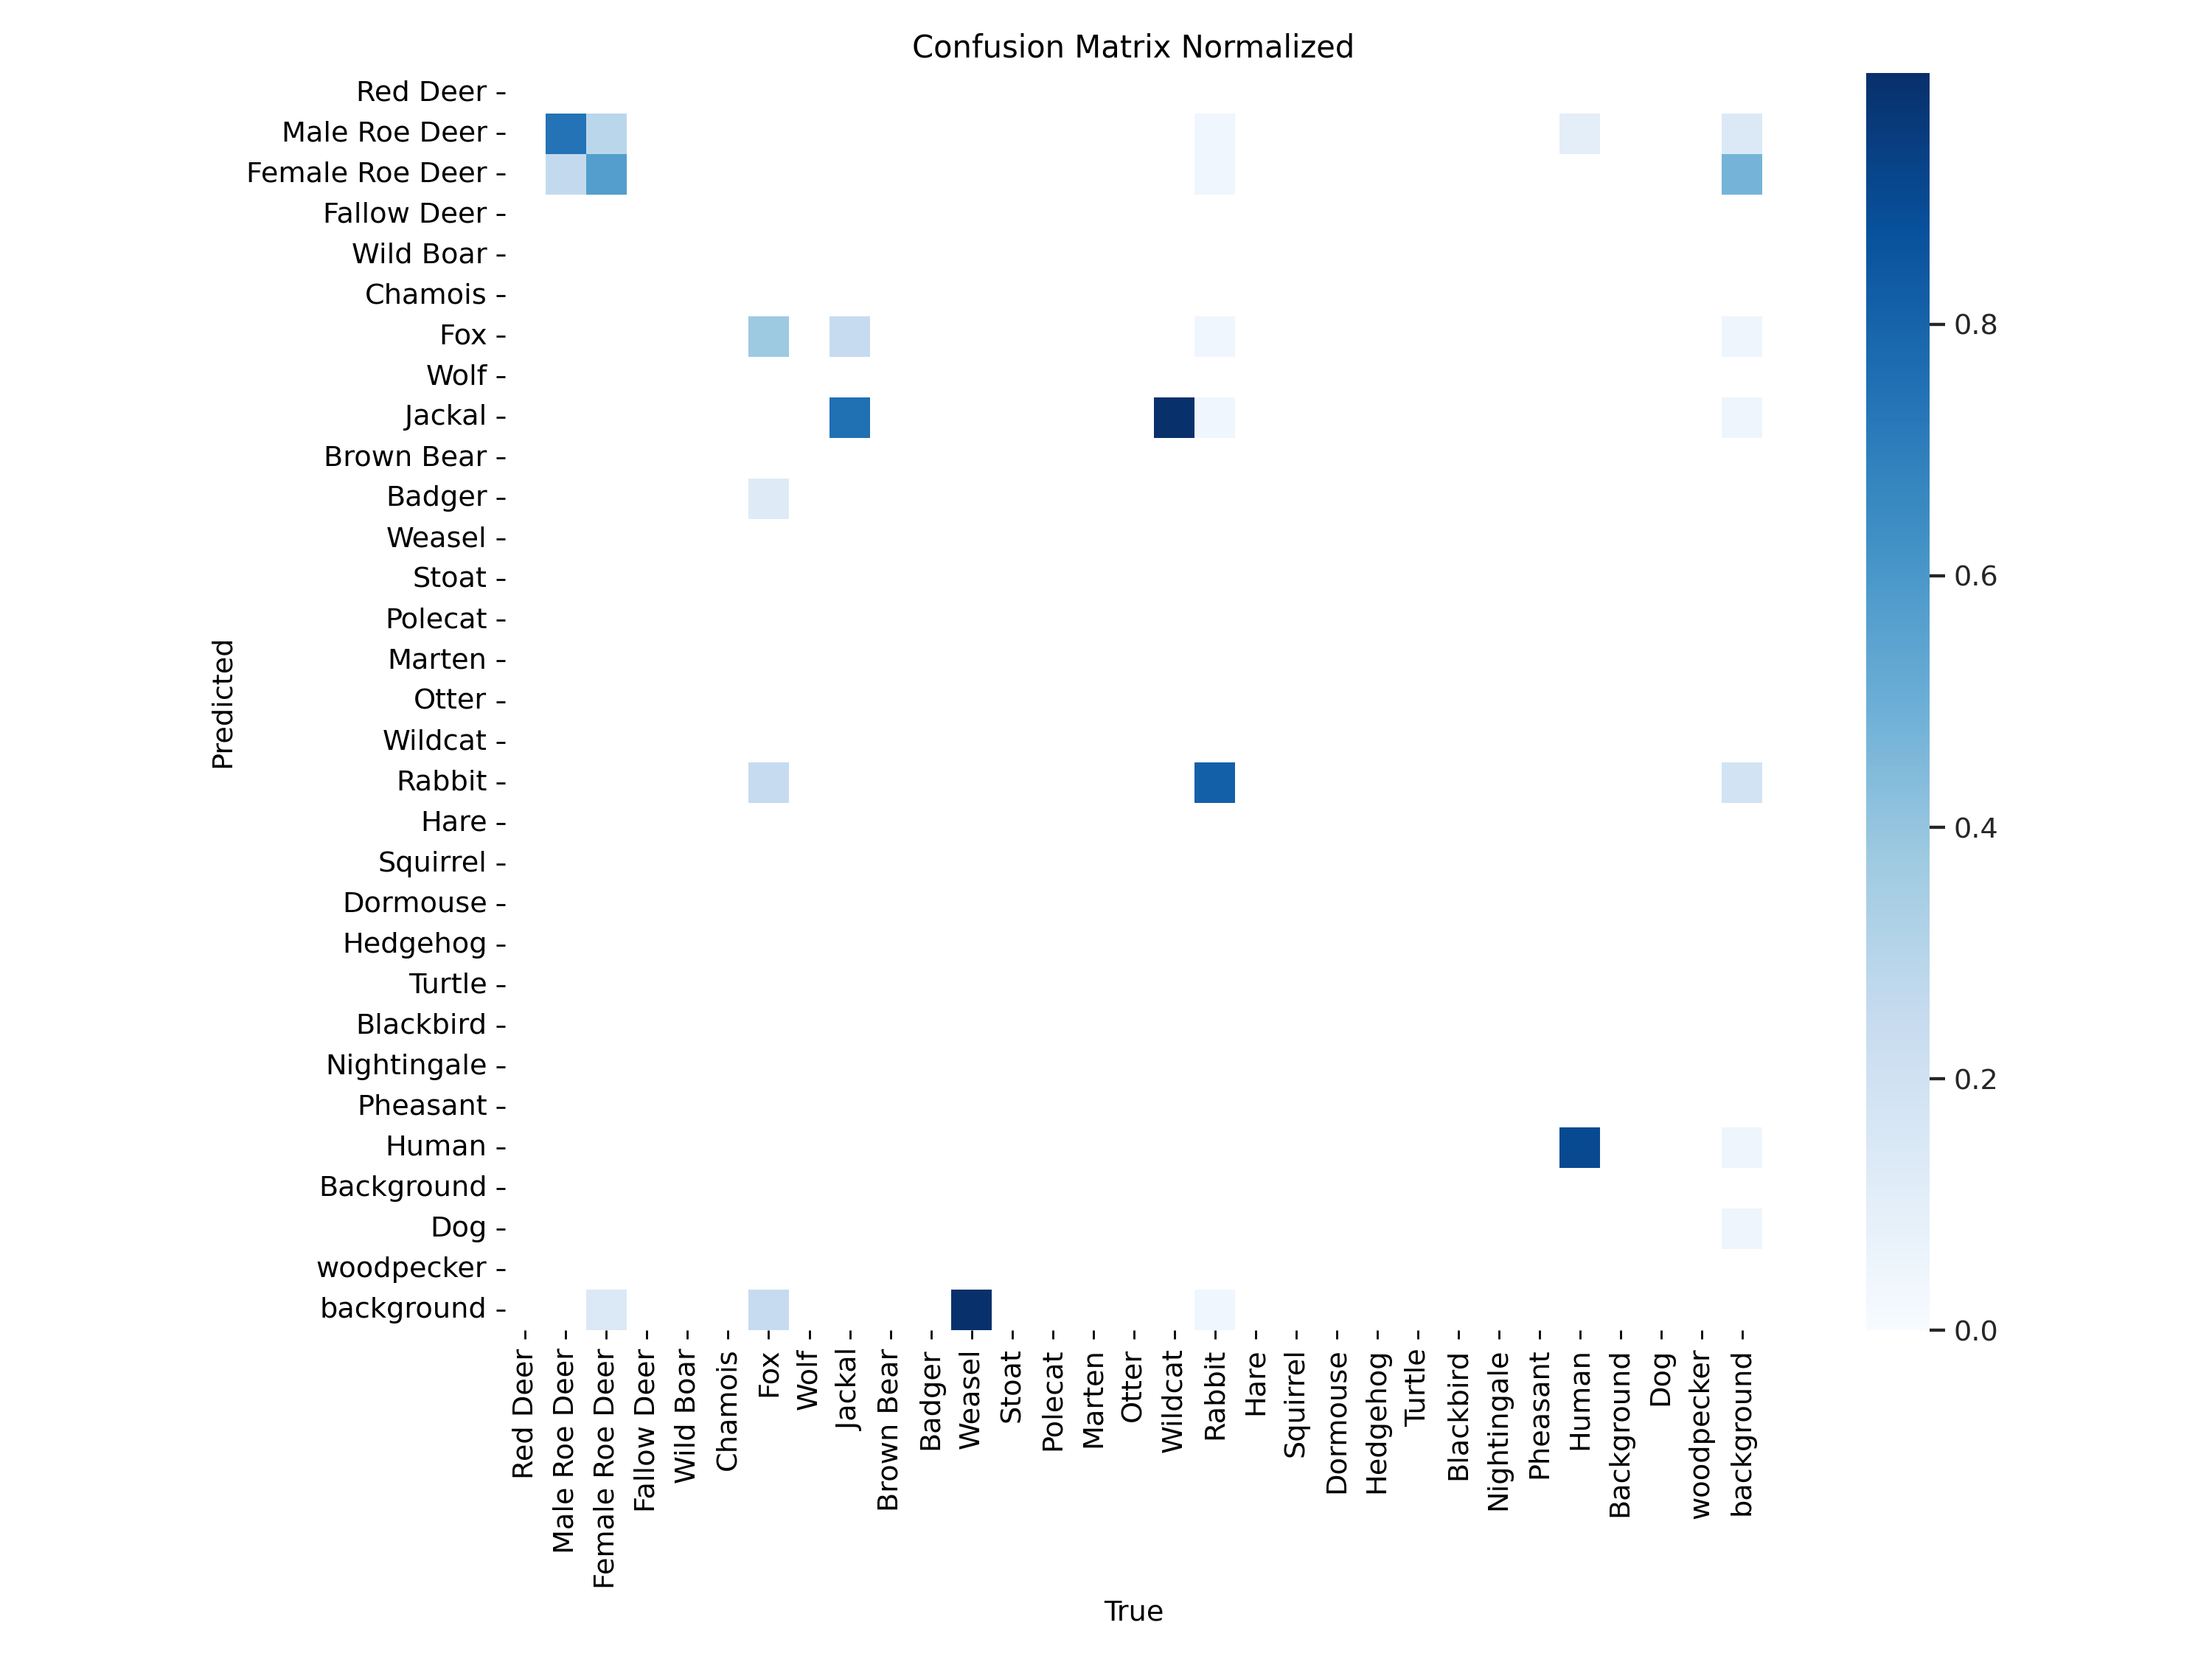 Confusion Matrix Normalized
Red Deer
Male Roe Deer
Female Roe Deer
Fallow Deer
Wild Boar
Chamois
Fox
Wolf
Jackal
Brown Bear
Badger
Weasel
Stoat
Polecat
Marten
Otter
Wildcat
Rabbit
Hare
Squirrel
Dormouse
Hedgehog
Turtle
Blackbird
Nightingale
Pheasant
Human
Background
Dog
woodpecker
background
Predicted
Red Deer
Male Roe Deer
Female Roe Deer
Fallow Deer
Wild Boar
Chamois
Fox
Wolf
Jackal
Brown Bear
Badger
Weasel
Stoat
Polecat
Marten
Otter
Wildcat
Rabbit
Hare
Squirrel
Dormouse
Hedgehog
Turtle
Blackbird
Nightingale
Pheasant
Human
Background
Dog
woodpecker
background
True
0.8
0.6
0.4
0.2
0.0